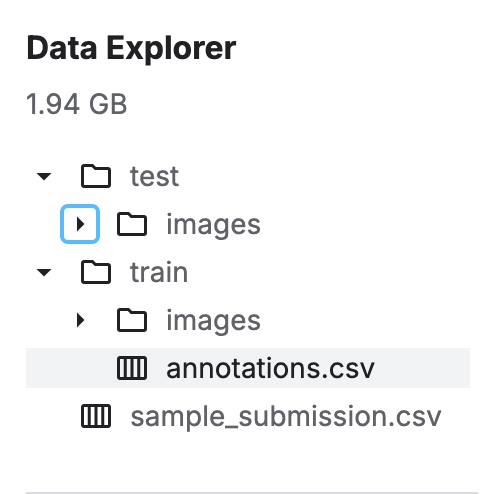 Data Explorer
1.94 GB
test
images
train
images
annotations.csv
sample_submission.csv